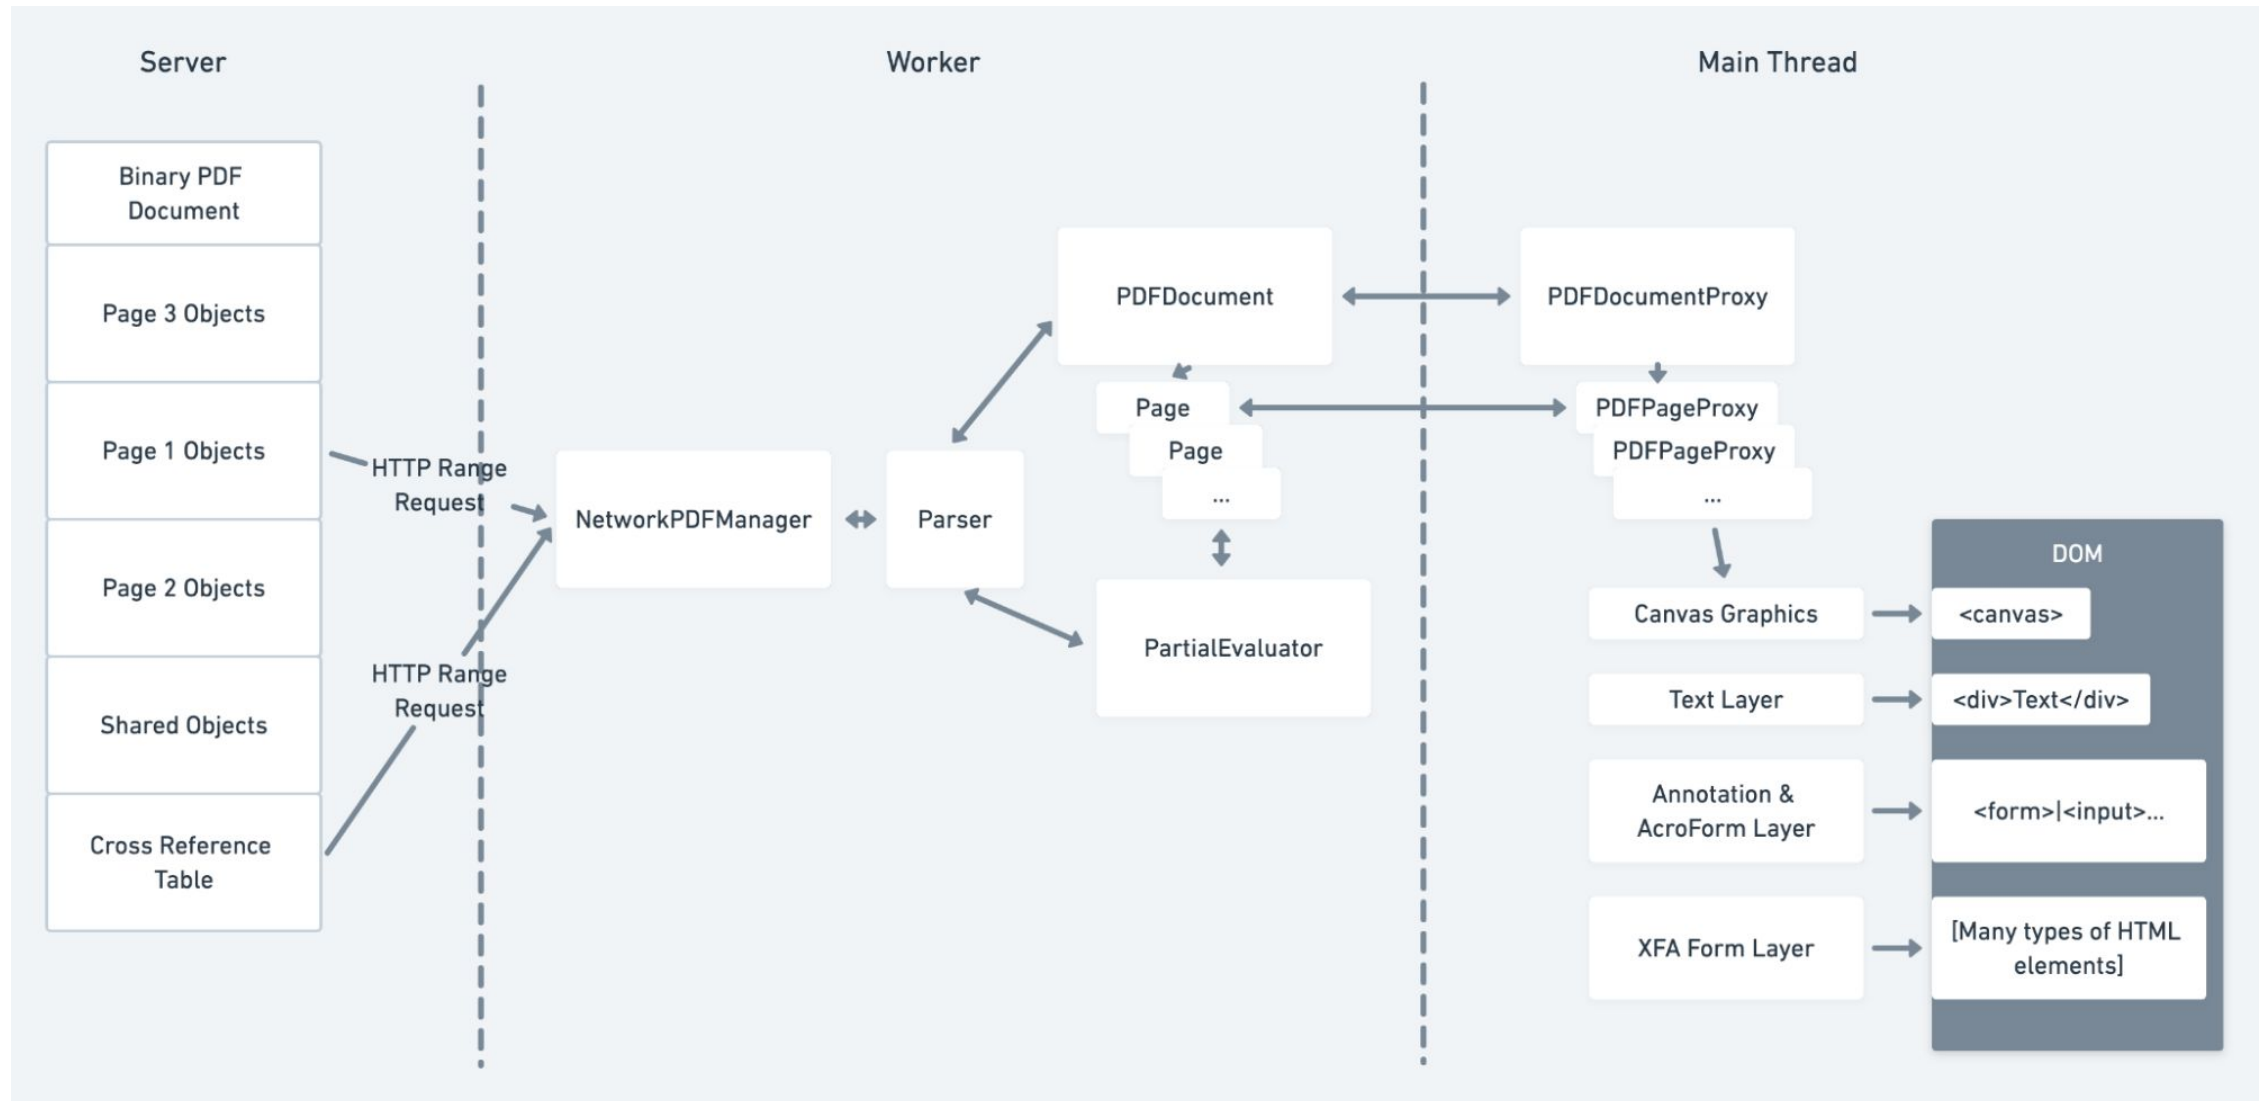 Server
Worker
Main Thread
Binary PDF
Document
Page 3 Objects
Page 1 Objects
Page 2 Objects
Shared Objects
Cross Reference
Table
HTTP Range
Request
HTTP Range
Request
NetworkPDFManager
Parser
PDFDocument
Page
Page
...
PartialEvaluator
PDFDocumentProxy
PDFPageProxy
PDFPageProxy
...
Canvas Graphics
Text Layer
Annotation &
AcroForm Layer
XFA Form Layer
DOM
<canvas>
<div>Text</div>
<form>|<input>...
[Many types of HTML
elements]